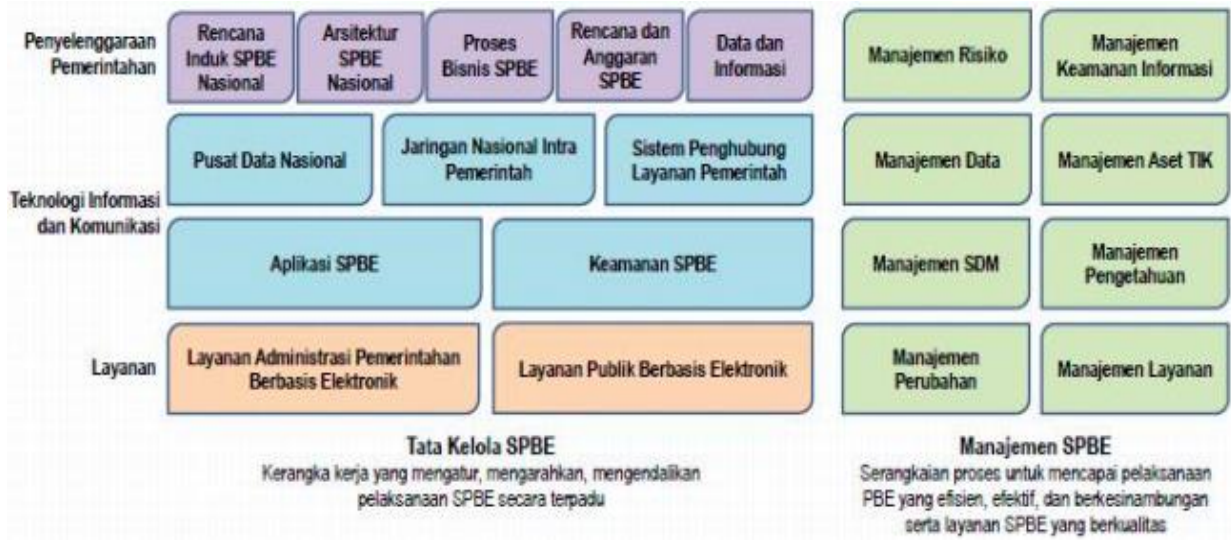 Penyelenggaraan
Pemerintahan
Rencana
Induk SPBE
Nasional
Arsitektur
SPBE
Nasional
Proses
Bisnis SPBE
Rencana dan
Anggaran
SPBE
Data dan
Informasi
Manajemen Risiko
Manajemen
Keamanan Informasi
Teknologi Informasi
dan Komunikasi
Pusat Data Nasional
Jaringan Nasional Intra
Pemerintah
Sistem Penghubung
Layanan Pemerintah
Manajemen Data
Manajemen Aset TIK
Aplikasi SPBE
Keamanan SPBE
Manajemen SDM
Manajemen
Pengetahuan
Layanan
Layanan Administrasi Pemerintahan
Berbasis Elektronik
Layanan Publik Berbasis Elektronik
Manajemen
Perubahan
Manajemen Layanan
Tata Kelola SPBE
Kerangka kerja yang mengatur, mengarahkan, mengendalikan
pelaksanaan SPBE secara terpadu
Manajemen SPBE
Serangkaian proses untuk mencapai pelaksanaan
PBE yang efisien, efektif, dan berkesinambungan
serta layanan SPBE yang berkualitas